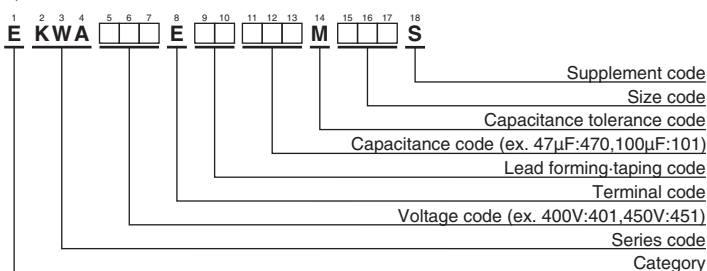 1 2 3 4 5 6 7 8 9 10 11 12 13 14 15 16 17 18
E KWA □□□ E □□ □□□ M □□□ S
Supplement code
Size code
Capacitance tolerance code
Capacitance code (ex. 47μF:470,100μF:101)
Lead forming·taping code
Terminal code
Voltage code (ex. 400V:401,450V:451)
Series code
Category